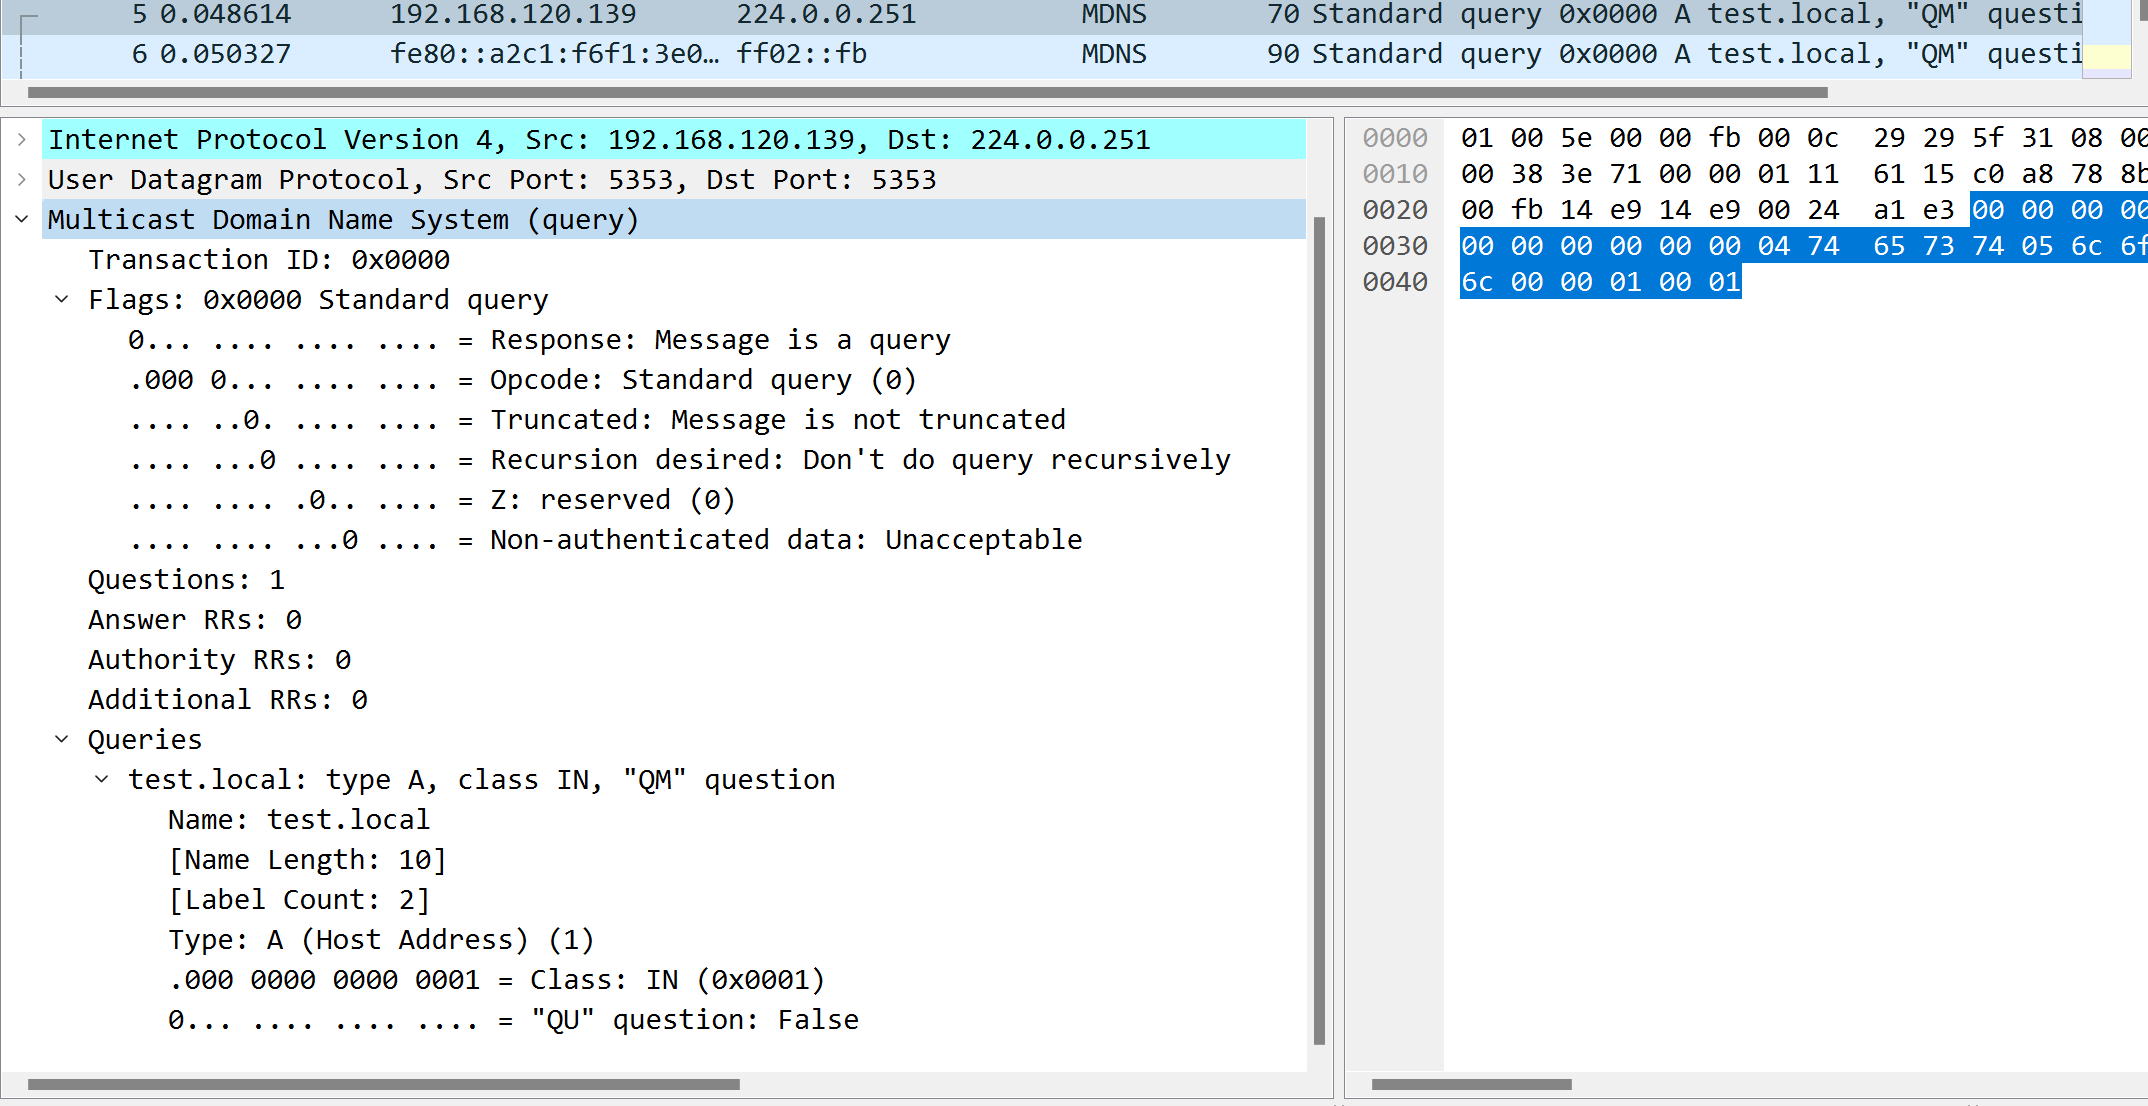 5 0.048614 192.168.120.139 224.0.0.251 MDNS 70 Standard query 0x0000 A test.local, "QM" questi
6 0.050327 fe80::a2c1:f6f1:3e0… ff02::fb MDNS 90 Standard query 0x0000 A test.local, "QM" questi
Internet Protocol Version 4, Src: 192.168.120.139, Dst: 224.0.0.251
User Datagram Protocol, Src Port: 5353, Dst Port: 5353
Multicast Domain Name System (query)
Transaction ID: 0x0000
Flags: 0x0000 Standard query
0... .... .... .... = Response: Message is a query
.000 0... .... .... = Opcode: Standard query (0)
.... ..0. .... .... = Truncated: Message is not truncated
.... ...0 .... .... = Recursion desired: Don't do query recursively
.... .... .0.. .... = Z: reserved (0)
.... .... ...0 .... = Non-authenticated data: Unacceptable
Questions: 1
Answer RRs: 0
Authority RRs: 0
Additional RRs: 0
Queries
test.local: type A, class IN, "QM" question
Name: test.local
[Name Length: 10]
[Label Count: 2]
Type: A (Host Address) (1)
.000 0000 0000 0001 = Class: IN (0x0001)
0... .... .... .... = "QU" question: False
0000 01 00 5e 00 00 fb 00 0c 29 29 5f 31 08 00
0010 00 38 3e 71 00 00 01 11 61 15 c0 a8 78 8b
0020 00 fb 14 e9 14 e9 00 24 a1 e3 00 00 00 00
0030 00 00 00 00 00 00 04 74 65 73 74 05 6c 6f
0040 6c 00 00 01 00 01